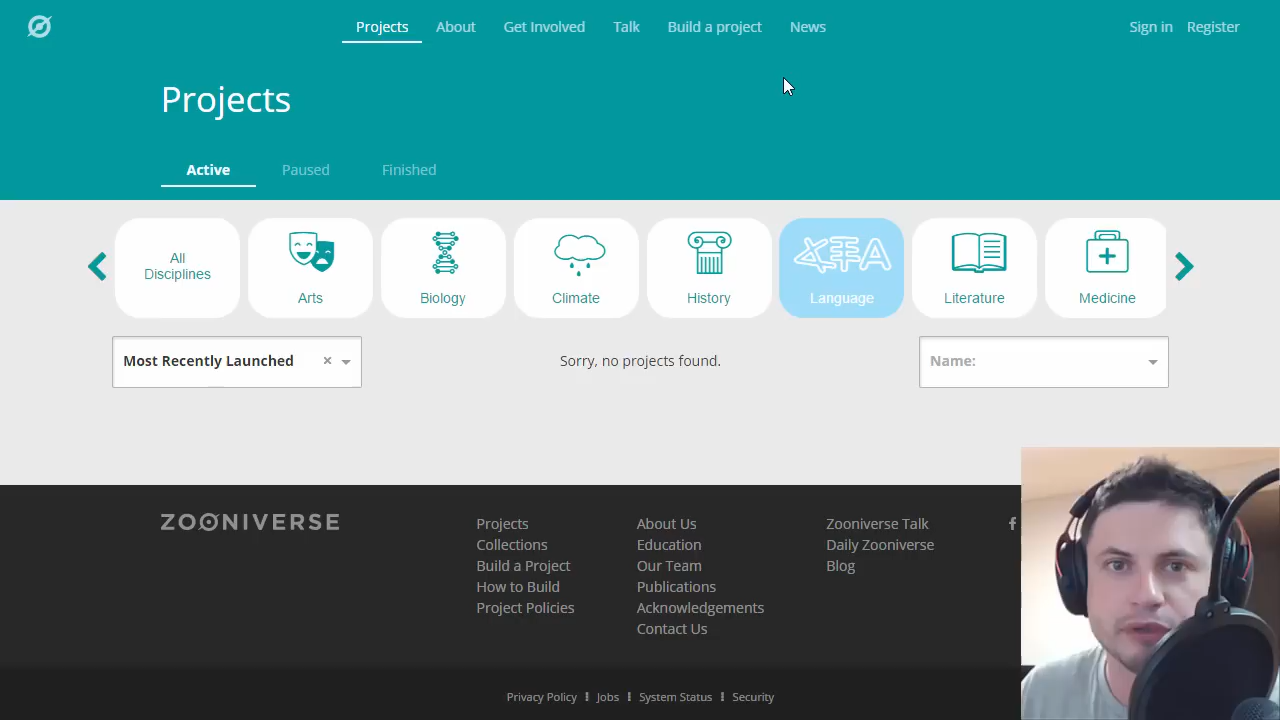 Projects
About
Get Involved
Talk
Build a project
News
Sign in
Register
Projects
Active
Paused
Finished
All
Disciplines
Arts
Biology
Climate
History
Language
Literature
Medicine
Most Recently Launched
Sorry, no projects found.
Name:
ZOONIVERSE
Projects
Collections
Build a Project
How to Build
Project Policies
About Us
Education
Our Team
Publications
Acknowledgements
Contact Us
Zooniverse Talk
Daily Zooniverse
Blog
Privacy Policy
Jobs
System Status
Security